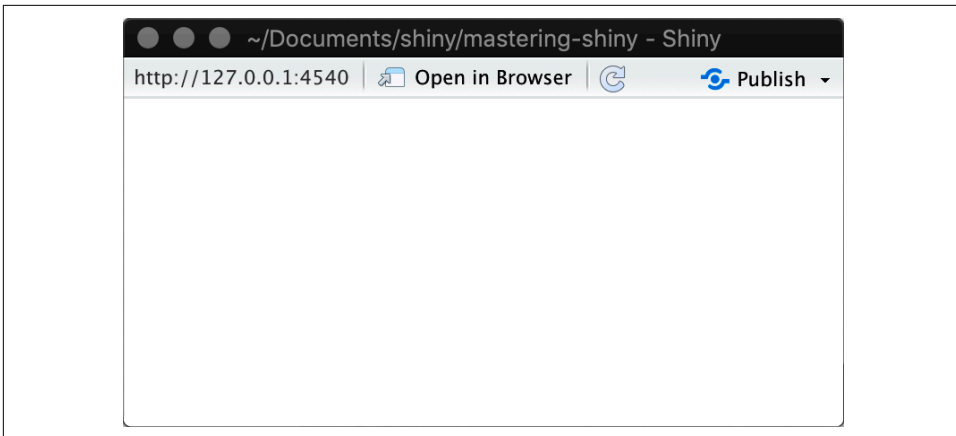 ~/Documents/shiny/mastering-shiny - Shiny
http://127.0.0.1:4540 Open in Browser Publish